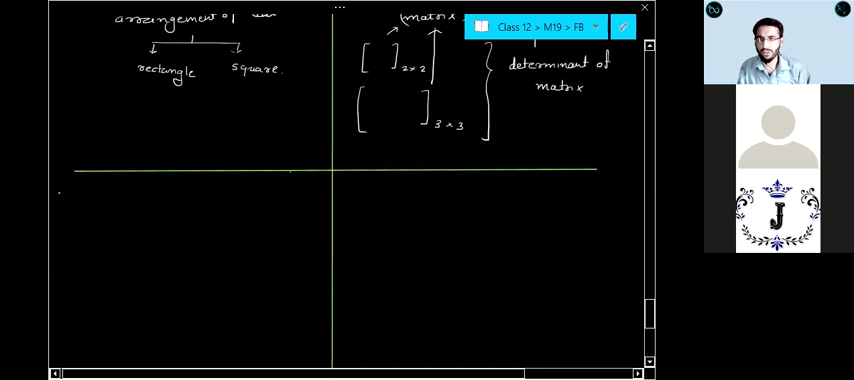 arrangement of
(matrix
Class 12 > M19 > FB
rectangle
square.
[ ] 2×2
determinant of
matrix
[ ] 3×3
J